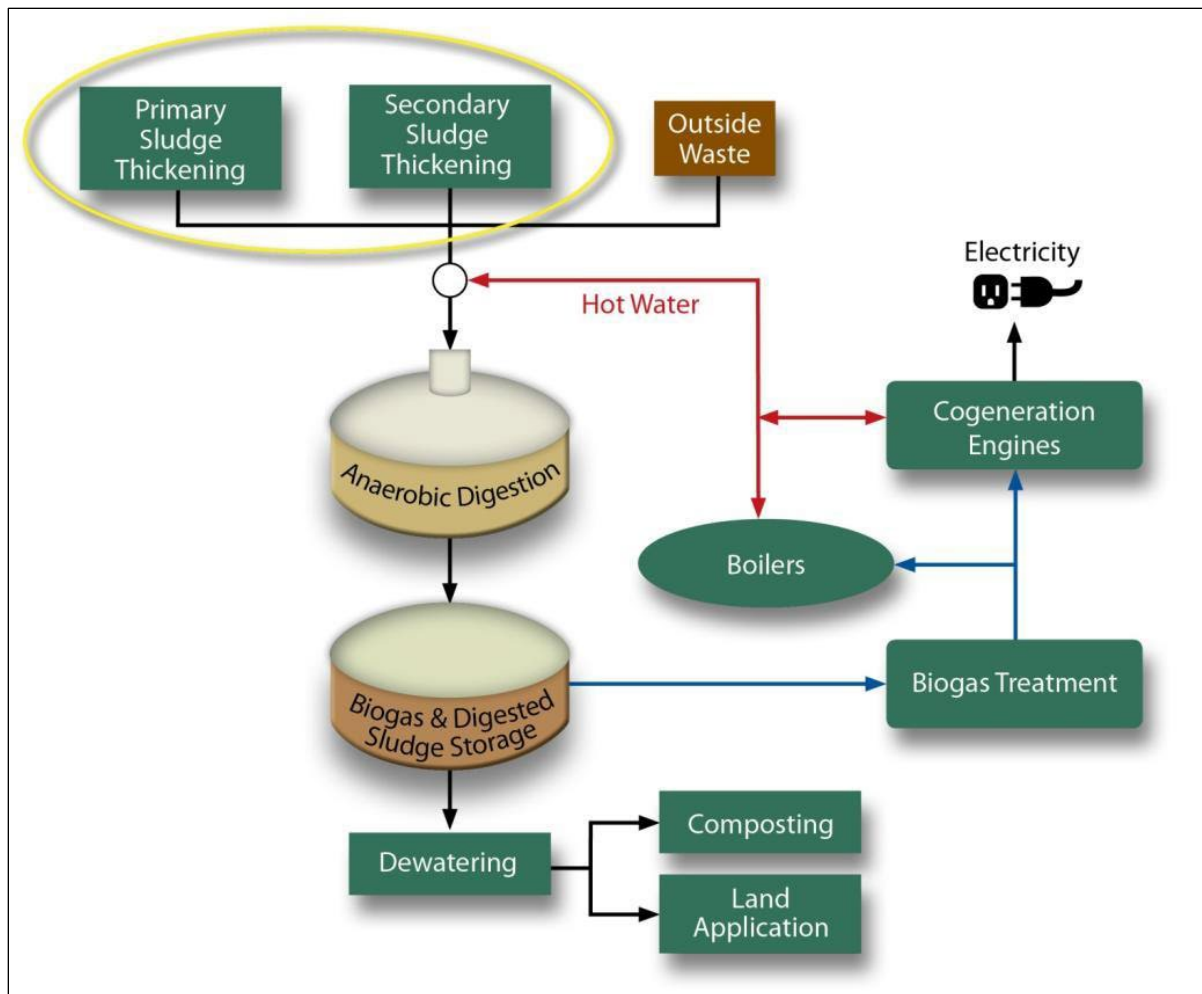 Primary
Sludge
Thickening
Secondary
Sludge
Thickening
Outside
Waste
Electricity
Hot Water
Cogeneration
Engines
Anaerobic Digestion
Boilers
Biogas Treatment
Biogas & Digested
Sludge Storage
Composting
Dewatering
Land
Application